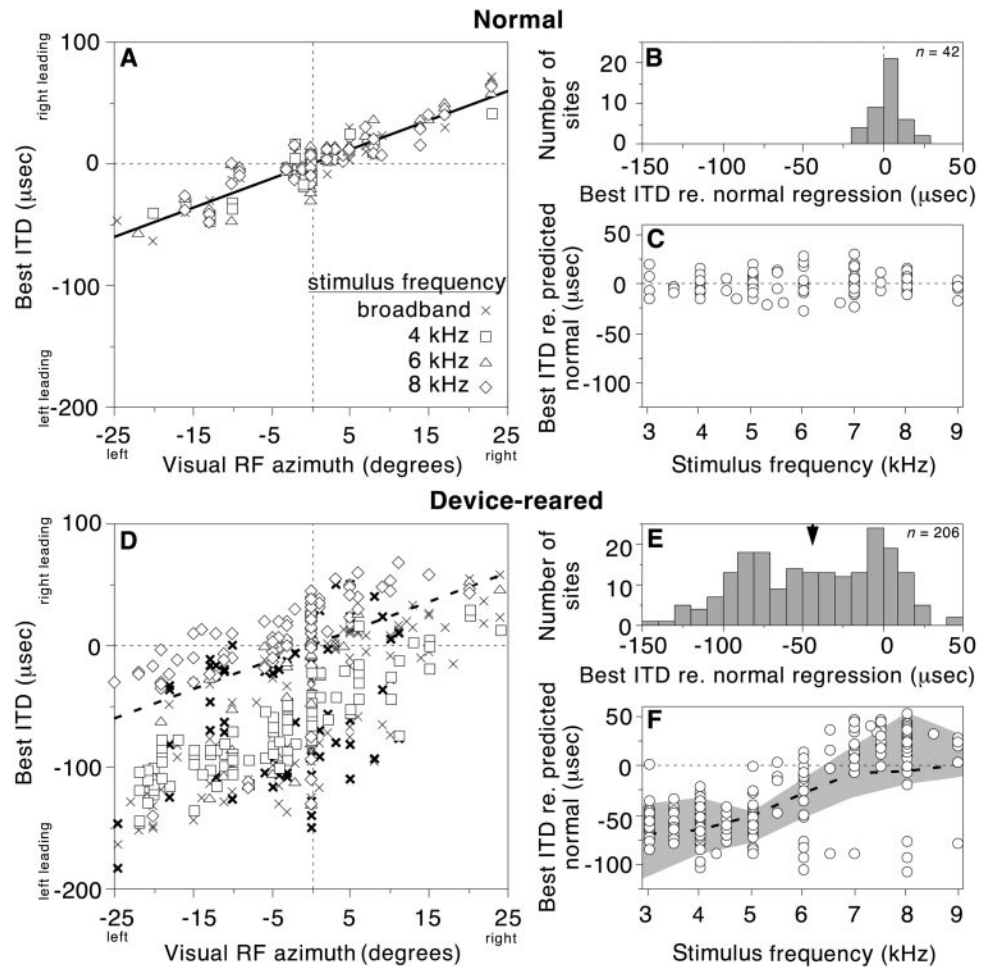 Normal
A
100
0
-100
-200
right leading
Best ITD (μsec)
left leading
stimulus frequency
broadband
4 kHz
6 kHz
8 kHz
-25 -15 -5 5 15 25
left right
Visual RF azimuth (degrees)
B
n = 42
20
10
0
Number of sites
-150 -100 -50 0 50
Best ITD re. normal regression (μsec)
C
50
0
-50
-100
Best ITD re. predicted normal (μsec)
3 4 5 6 7 8 9
Stimulus frequency (kHz)
Device-reared
D
100
0
-100
-200
right leading
Best ITD (μsec)
left leading
-25 -15 -5 5 15 25
left right
Visual RF azimuth (degrees)
E
n = 206
20
10
0
Number of sites
-150 -100 -50 0 50
Best ITD re. normal regression (μsec)
F
50
0
-50
-100
Best ITD re. predicted normal (μsec)
3 4 5 6 7 8 9
Stimulus frequency (kHz)